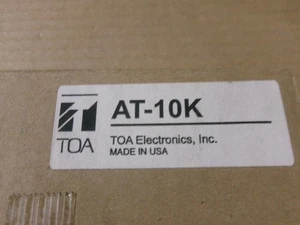 AT-10K
TOA
TOA Electronics, Inc.
MADE IN USA